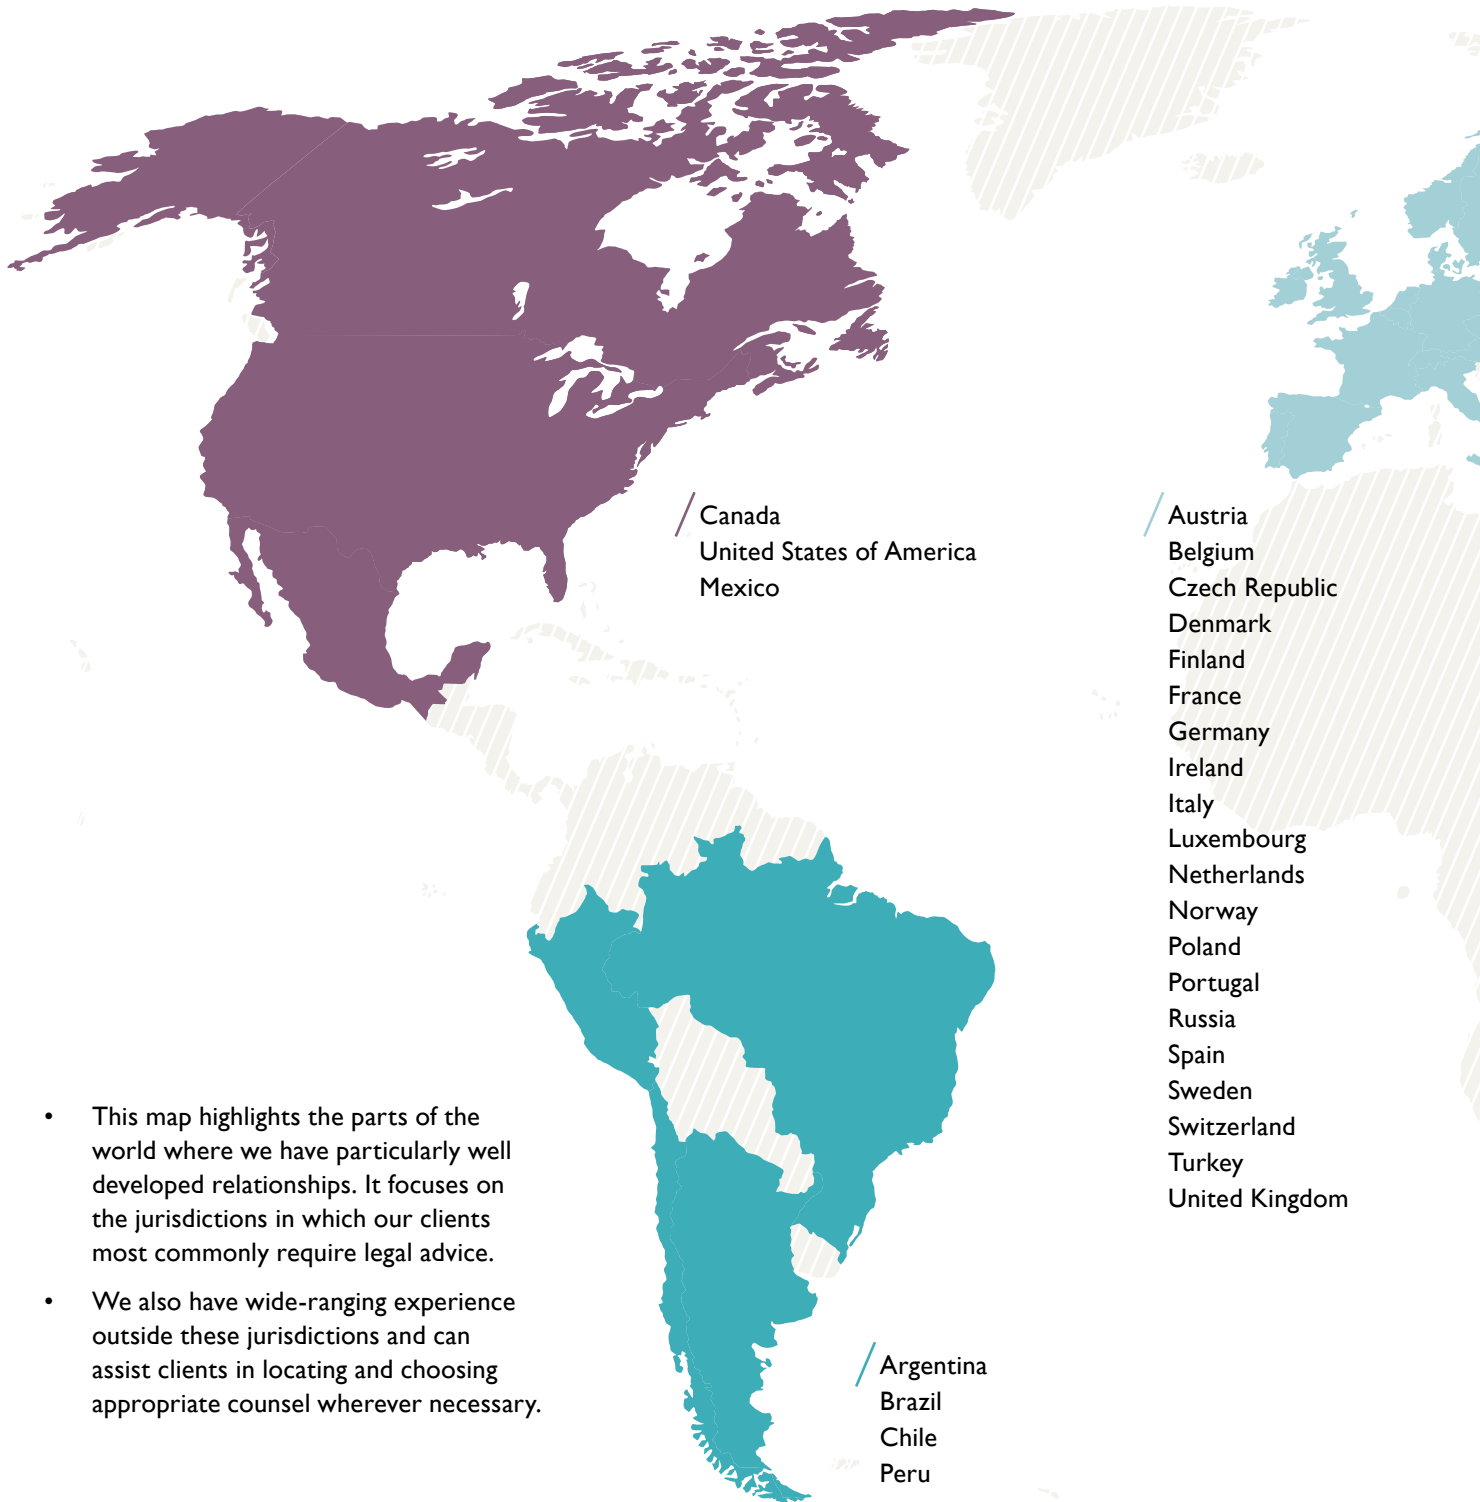 Canada
United States of America
Mexico
Austria
Belgium
Czech Republic
Denmark
Finland
France
Germany
Ireland
Italy
Luxembourg
Netherlands
Norway
Poland
Portugal
Russia
Spain
Sweden
Switzerland
Turkey
United Kingdom
• This map highlights the parts of the
world where we have particularly well
developed relationships. It focuses on
the jurisdictions in which our clients
most commonly require legal advice.
• We also have wide-ranging experience
outside these jurisdictions and can
assist clients in locating and choosing
appropriate counsel wherever necessary.
Argentina
Brazil
Chile
Peru